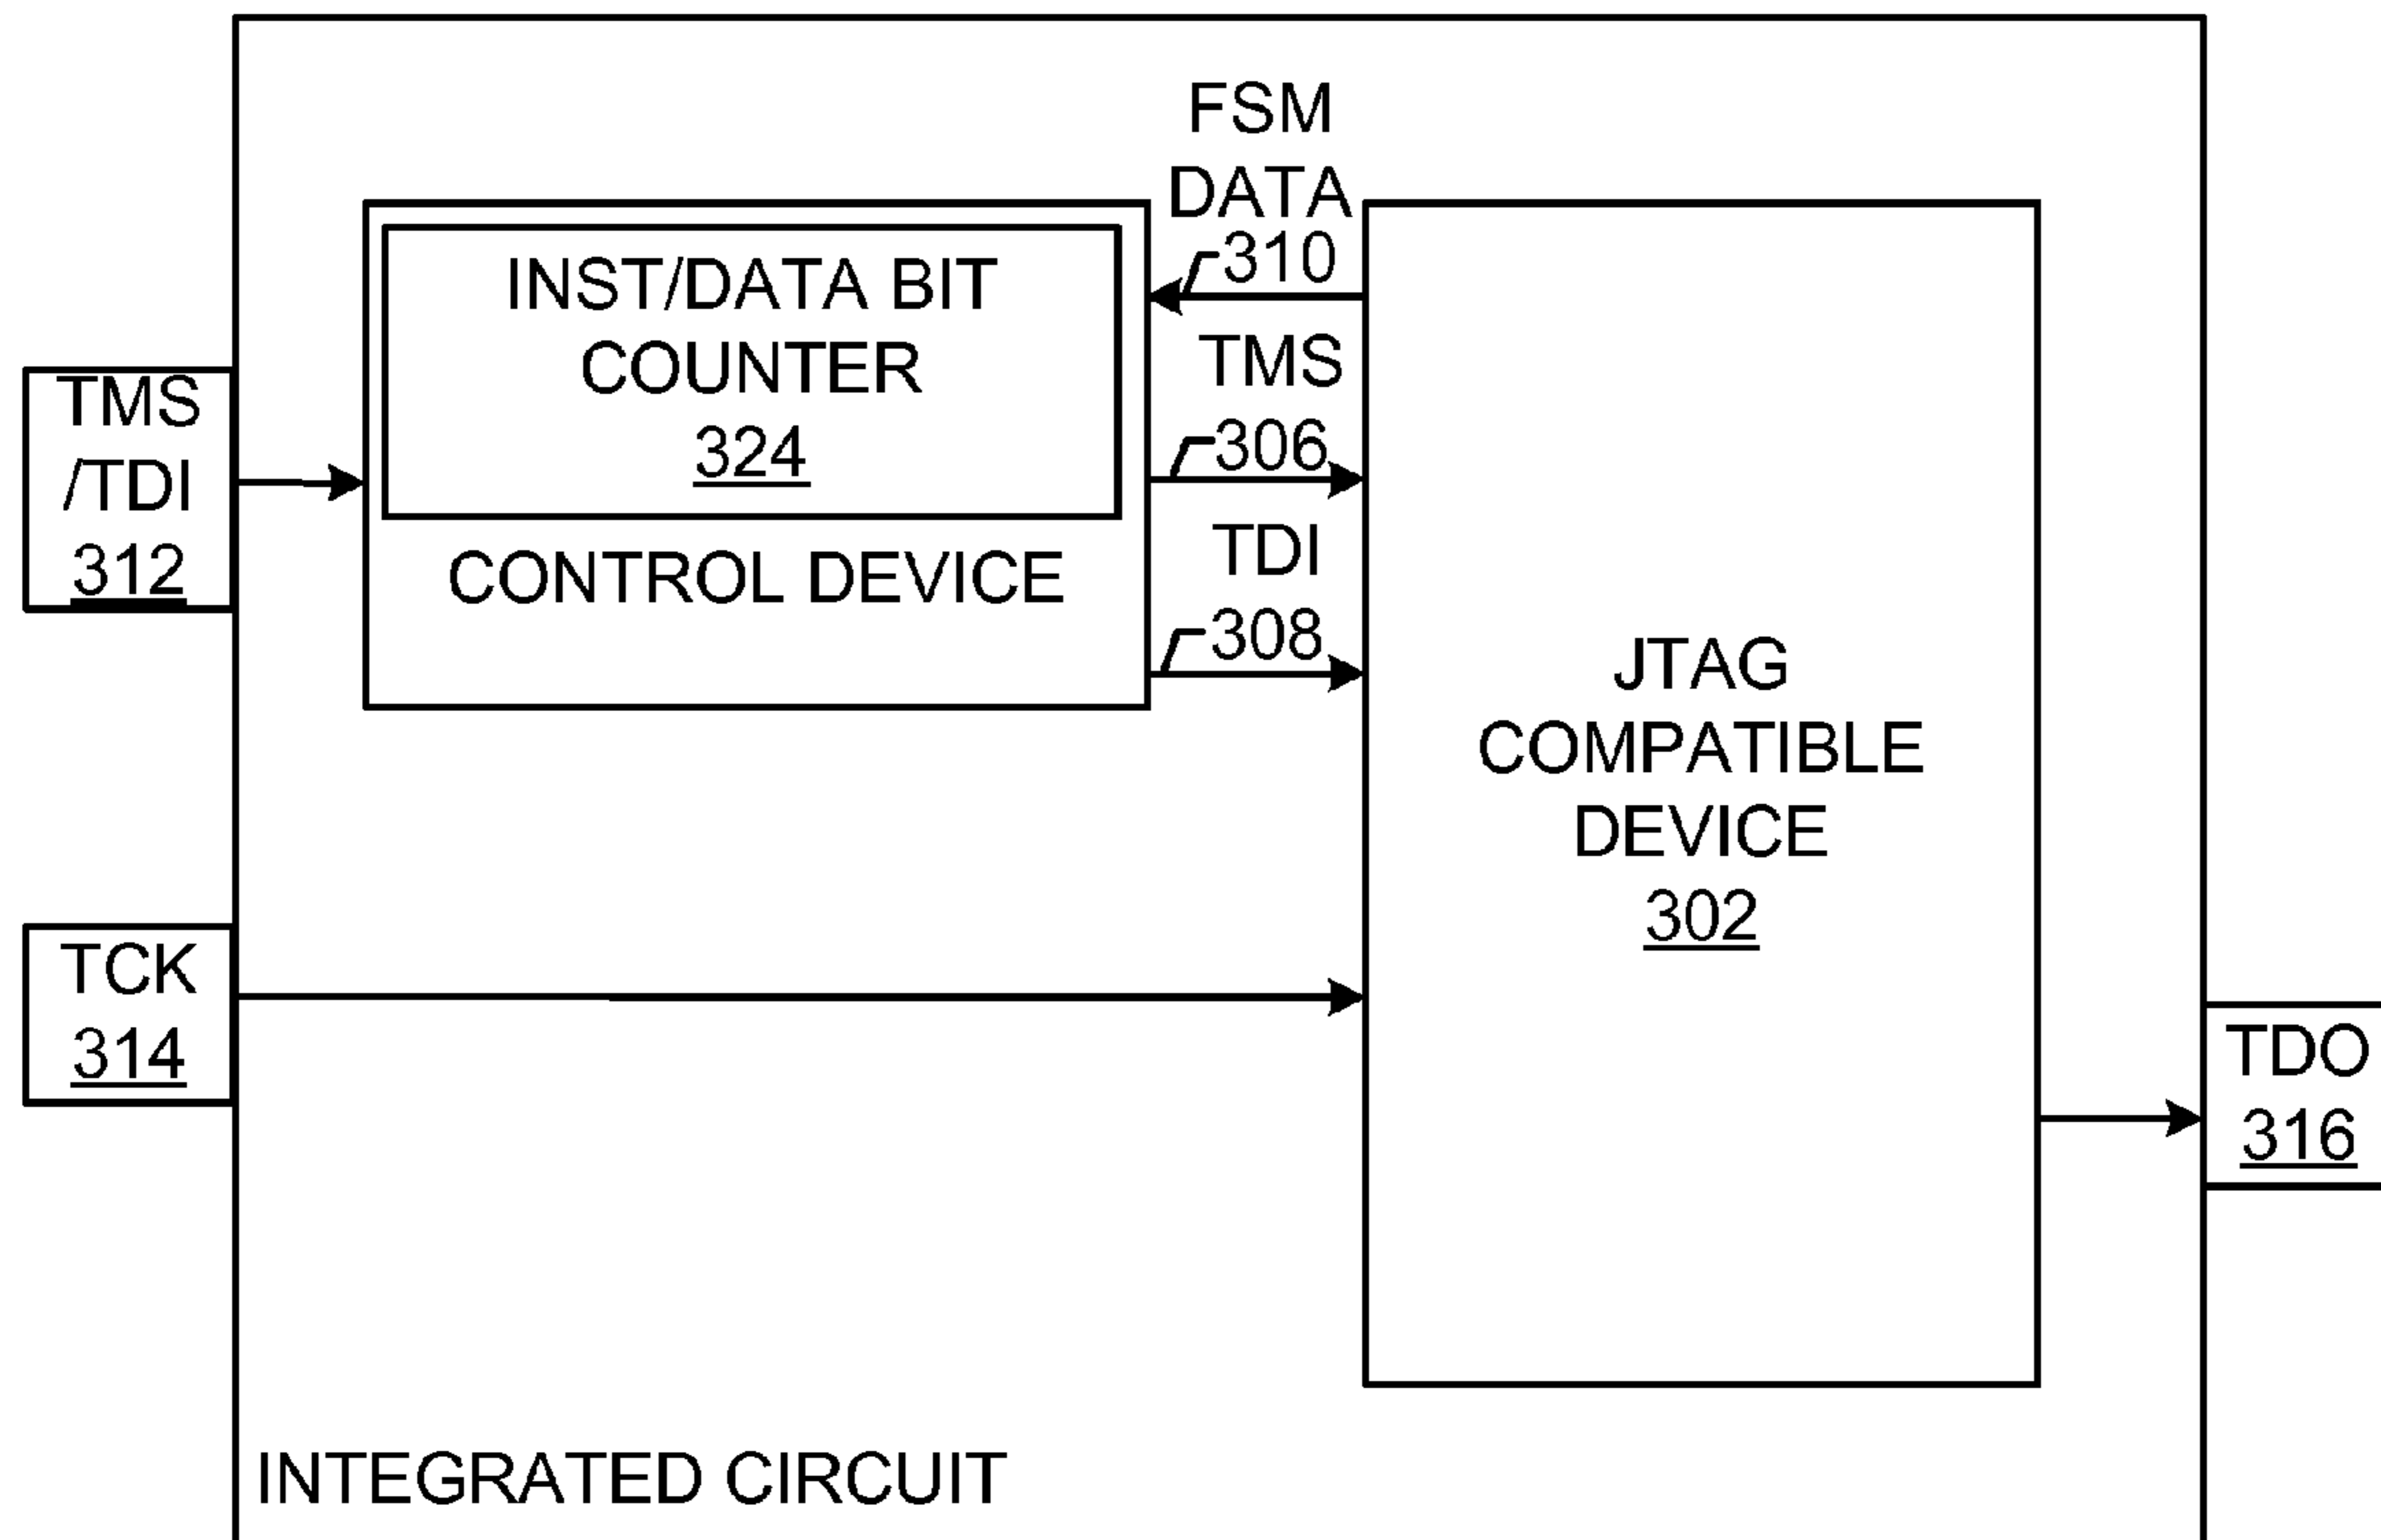 FSM
DATA
310
INST/DATA BIT
COUNTER
324
CONTROL DEVICE
TMS
306
TDI
308
TMS
/TDI
312
JTAG
COMPATIBLE
DEVICE
302
TCK
314
TDO
316
INTEGRATED CIRCUIT